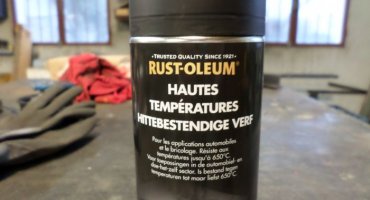 TRUSTED QUALITY SINCE 1921
RUST-OLEUM®
HAUTES
TEMPÉRATURES
HITTEBESTENDIGE VERF
Pour les applications automobiles
et le bricolage. Résiste aux
températures jusqu'à 650°C.
Voor toepassingen in de automobiel- en
doe-het-zelf sector. Is bestand tegen
temperaturen tot maar liefst 650°C.